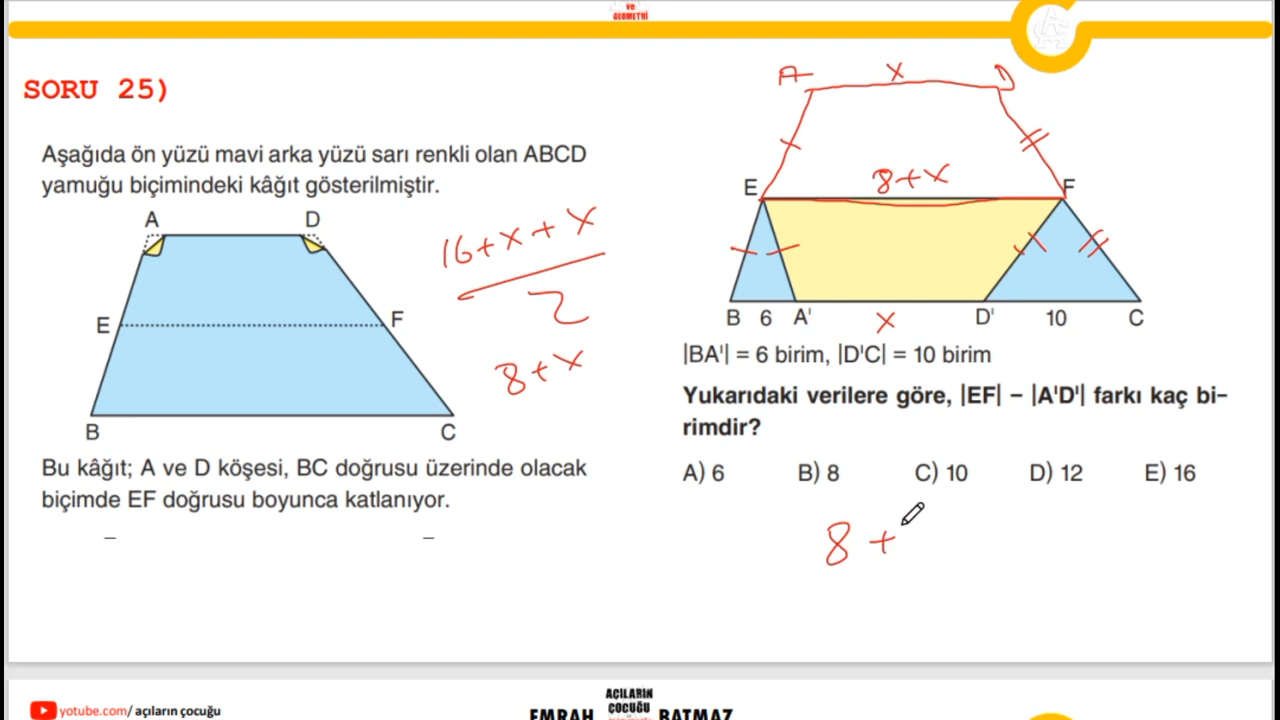 ve
GEOMETRİ
SORU 25)
Aşağıda ön yüzü mavi arka yüzü sarı renkli olan ABCD
yamuğu biçimindeki kâğıt gösterilmiştir.
A D
E F
B C
Bu kâğıt; A ve D köşesi, BC doğrusu üzerinde olacak
biçimde EF doğrusu boyunca katlanıyor.
16+x+x
2
8+x
A x D
8+x
E F
B 6 A' x D' 10 C
|BA'| = 6 birim, |D'C| = 10 birim
Yukarıdaki verilere göre, |EF| – |A'D'| farkı kaç bi-
rimdir?
A) 6 B) 8 C) 10 D) 12 E) 16
8 +
yotube.com/ açıların çocuğu
AÇILARIN
ÇOCUĞU
EMRAH BATMAZ